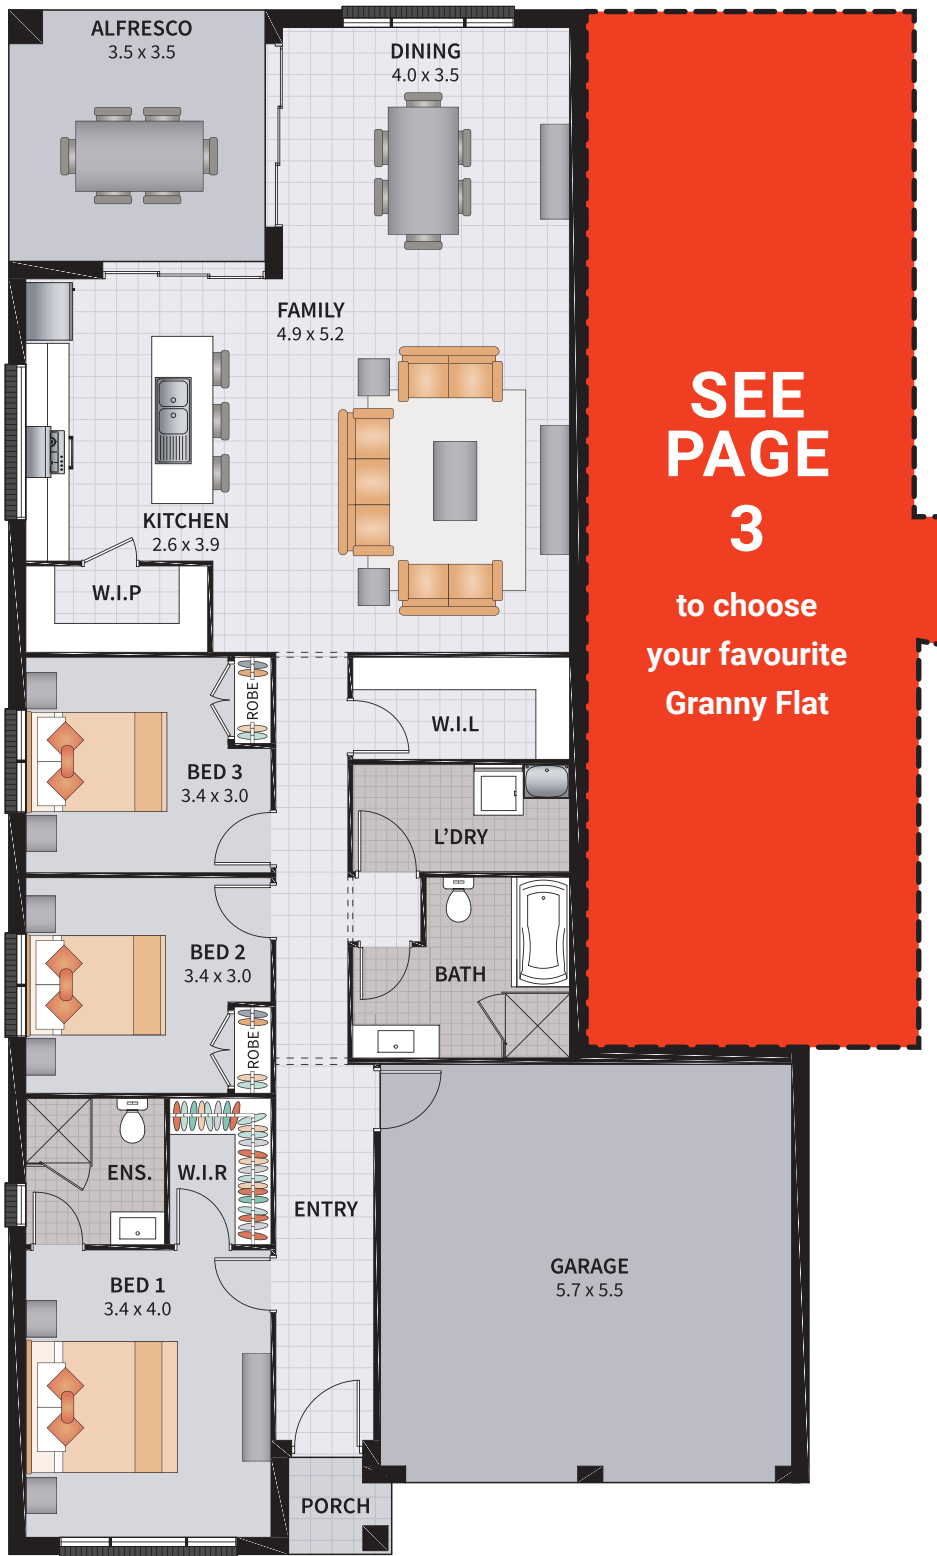 ALFRESCO
3.5 x 3.5
DINING
4.0 x 3.5
FAMILY
4.9 x 5.2
KITCHEN
2.6 x 3.9
W.I.P
SEE
PAGE
3
to choose
your favourite
Granny Flat
ROBE
W.I.L
BED 3
3.4 x 3.0
L'DRY
BED 2
3.4 x 3.0
BATH
ROBE
ENS.
W.I.R
ENTRY
BED 1
3.4 x 4.0
GARAGE
5.7 x 5.5
PORCH